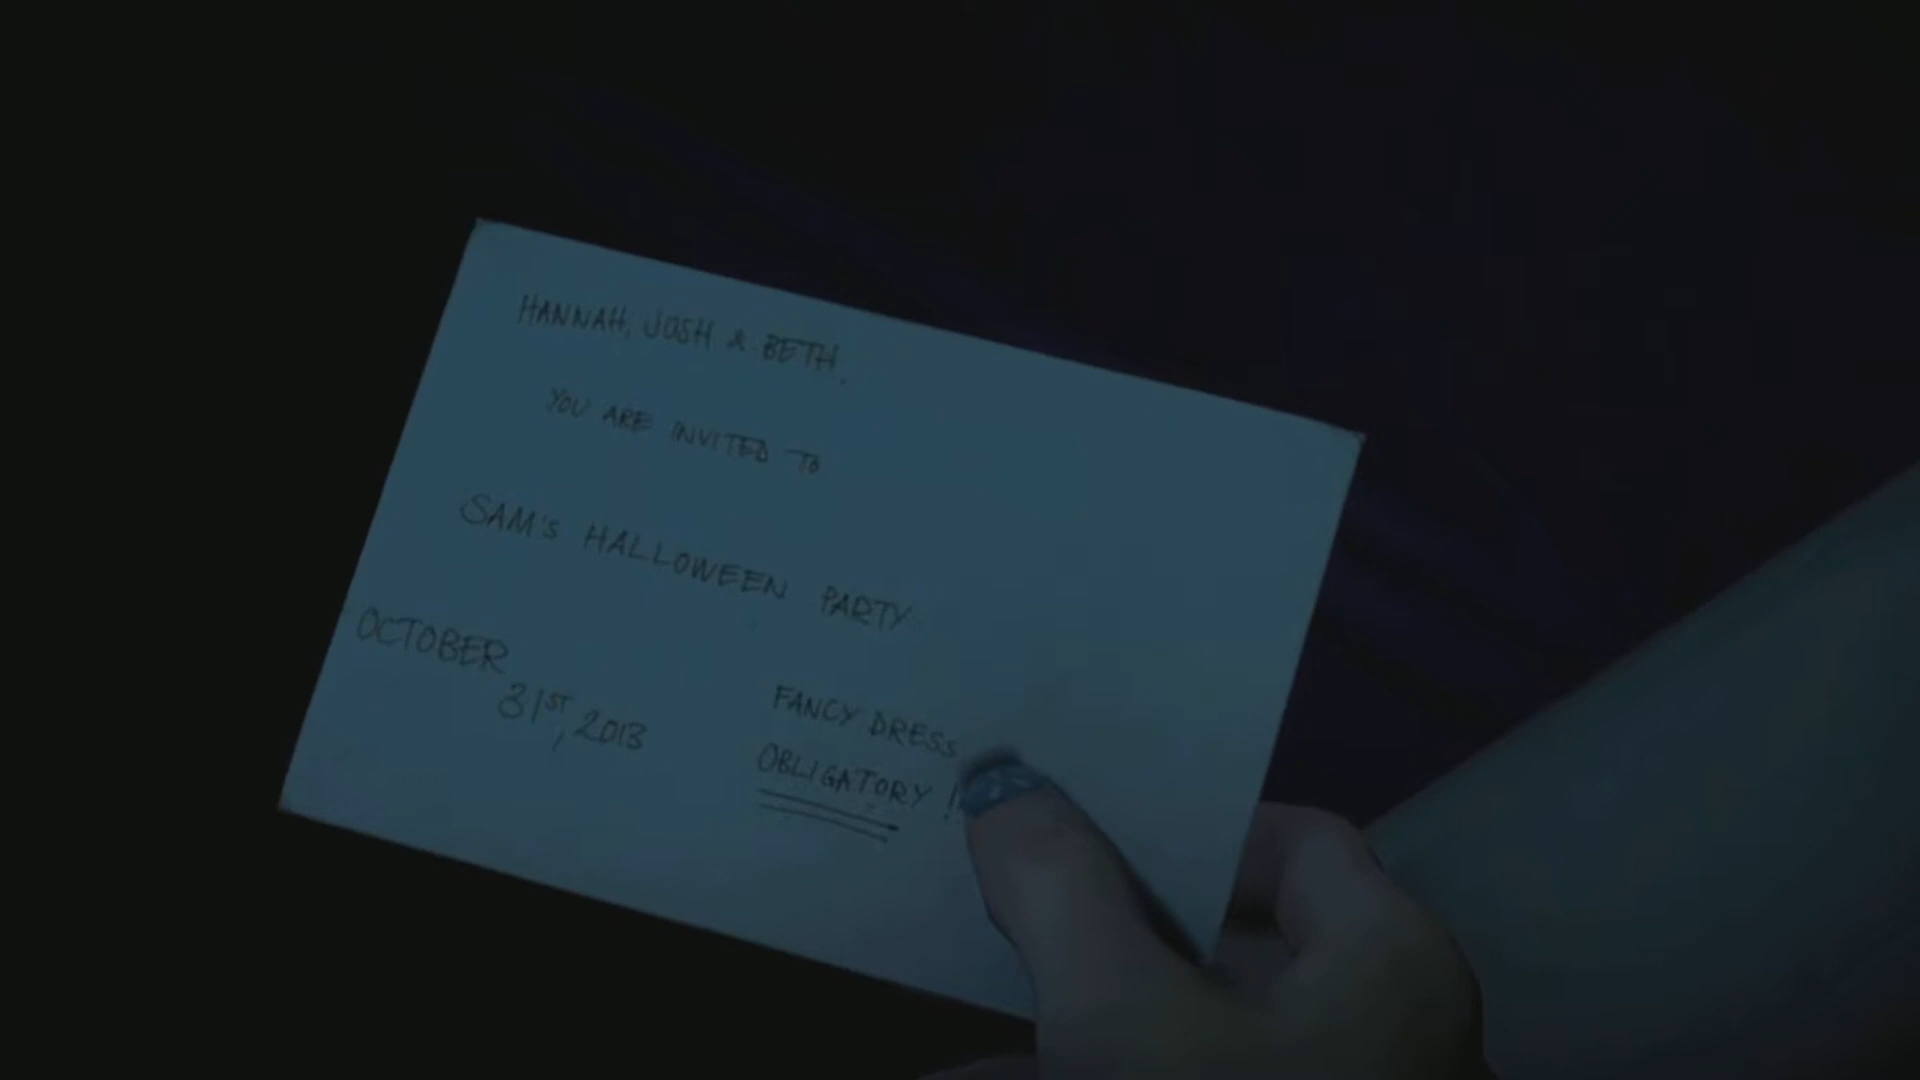 HANNAH, JOSH & BETH,
YOU ARE INVITED TO
SAM'S HALLOWEEN PARTY
OCTOBER
31ST, 2013
FANCY DRESS
OBLIGATORY !!